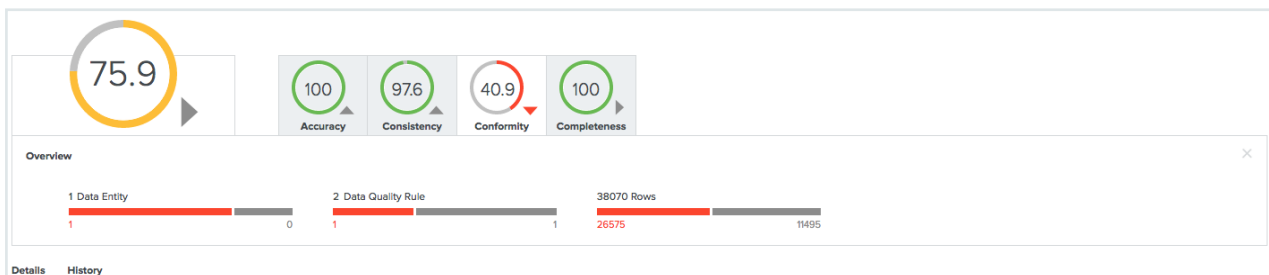 75.9
100 97.6 40.9 100
Accuracy Consistency Conformity Completeness
Overview ×
1 Data Entity 2 Data Quality Rule 38070 Rows
1 0 1 1 26575 11495
Details History